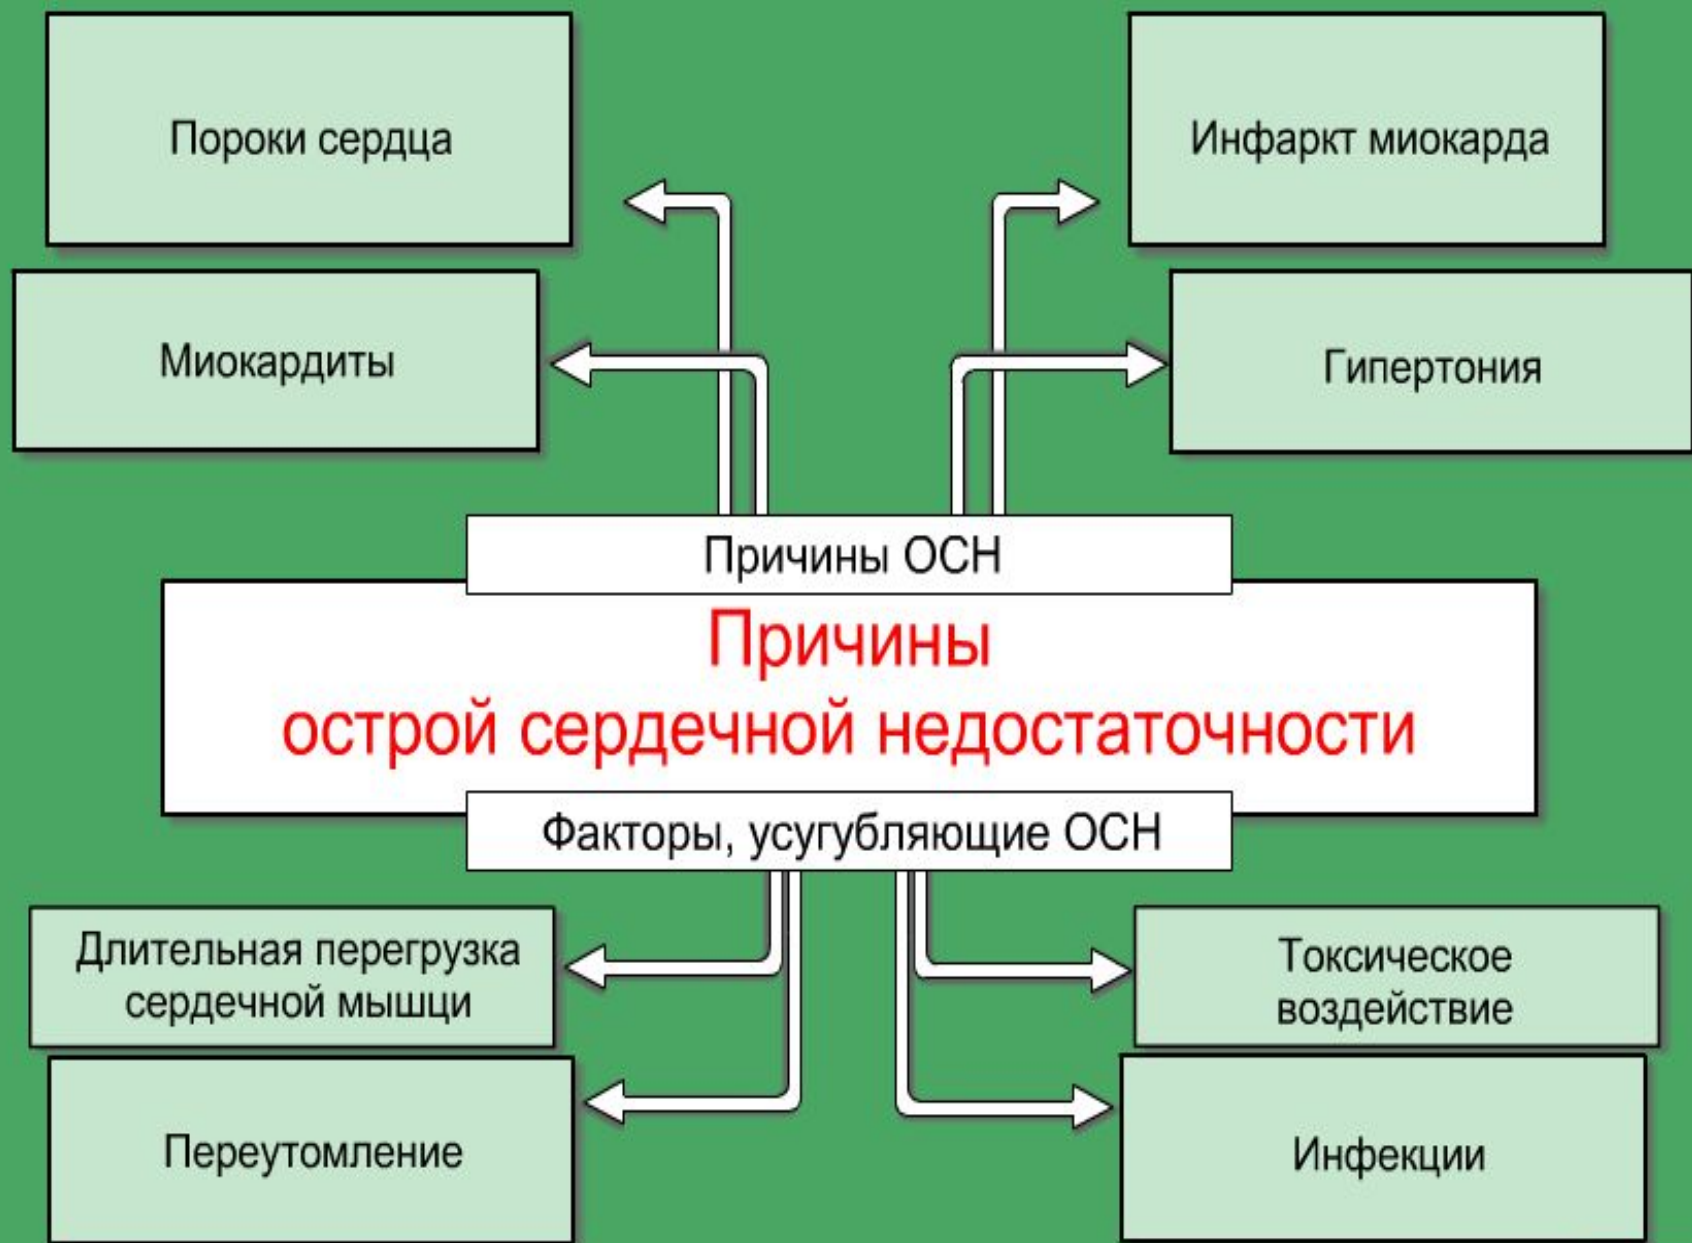 Пороки сердца
Инфаркт миокарда
Миокардиты
Гипертония
Причины ОСН
Причины
острой сердечной недостаточности
Факторы, усугубляющие ОСН
Длительная перегрузка
сердечной мышци
Токсическое
воздействие
Переутомление
Инфекции